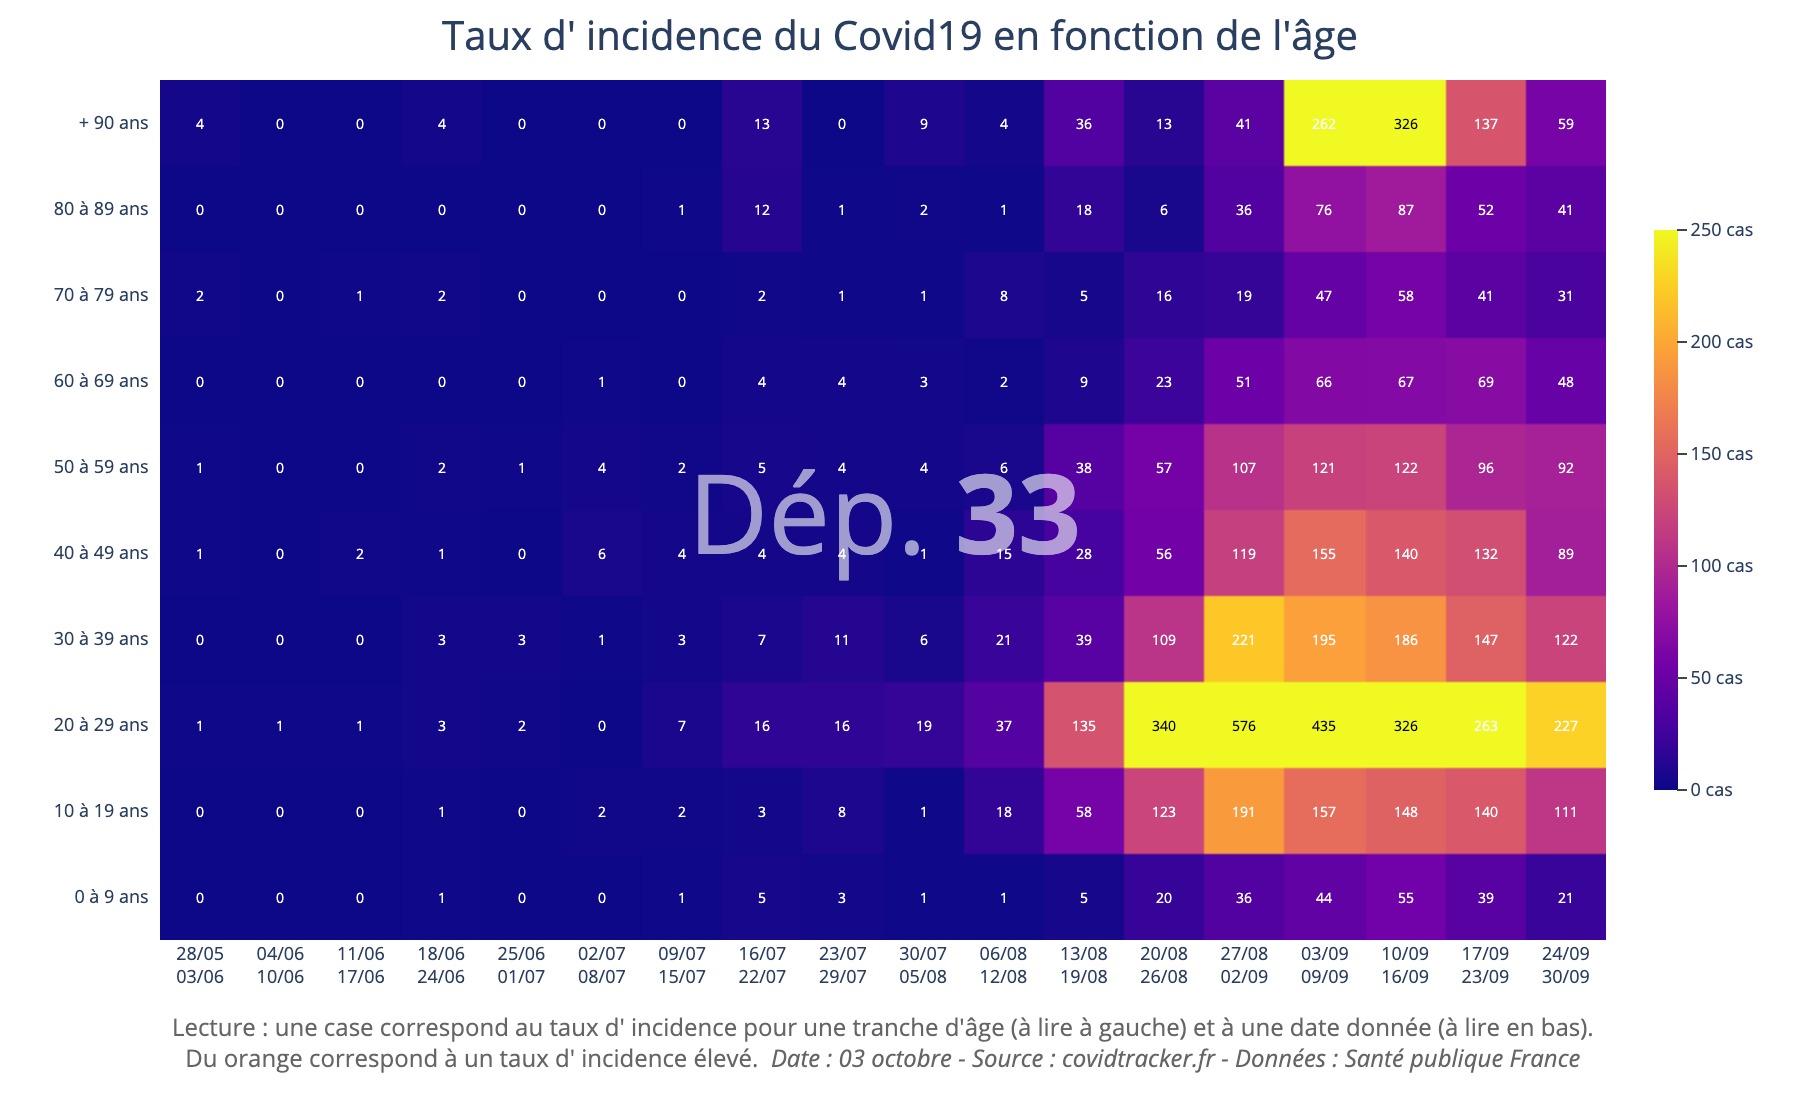 Taux d' incidence du Covid19 en fonction de l'âge
+ 90 ans 4 0 0 4 0 0 0 13 0 9 4 36 13 41 262 326 137 59
80 à 89 ans 0 0 0 0 0 0 1 12 1 2 1 18 6 36 76 87 52 41
250 cas
70 à 79 ans 2 0 1 2 0 0 0 2 1 1 8 5 16 19 47 58 41 31
200 cas
60 à 69 ans 0 0 0 0 0 1 0 4 4 3 2 9 23 51 66 67 69 48
150 cas
50 à 59 ans 1 0 0 2 1 4 2 5 4 4 6 38 57 107 121 122 96 92
Dép. 33
40 à 49 ans 1 0 2 1 0 6 4 4 4 1 15 28 56 119 155 140 132 89
100 cas
30 à 39 ans 0 0 0 3 3 1 3 7 11 6 21 39 109 221 195 186 147 122
50 cas
20 à 29 ans 1 1 1 3 2 0 7 16 16 19 37 135 340 576 435 326 263 227
0 cas
10 à 19 ans 0 0 0 1 0 2 2 3 8 1 18 58 123 191 157 148 140 111
0 à 9 ans 0 0 0 1 0 0 1 5 3 1 1 5 20 36 44 55 39 21
28/05 04/06 11/06 18/06 25/06 02/07 09/07 16/07 23/07 30/07 06/08 13/08 20/08 27/08 03/09 10/09 17/09 24/09
03/06 10/06 17/06 24/06 01/07 08/07 15/07 22/07 29/07 05/08 12/08 19/08 26/08 02/09 09/09 16/09 23/09 30/09
Lecture : une case correspond au taux d' incidence pour une tranche d'âge (à lire à gauche) et à une date donnée (à lire en bas).
Du orange correspond à un taux d' incidence élevé. Date : 03 octobre - Source : covidtracker.fr - Données : Santé publique France